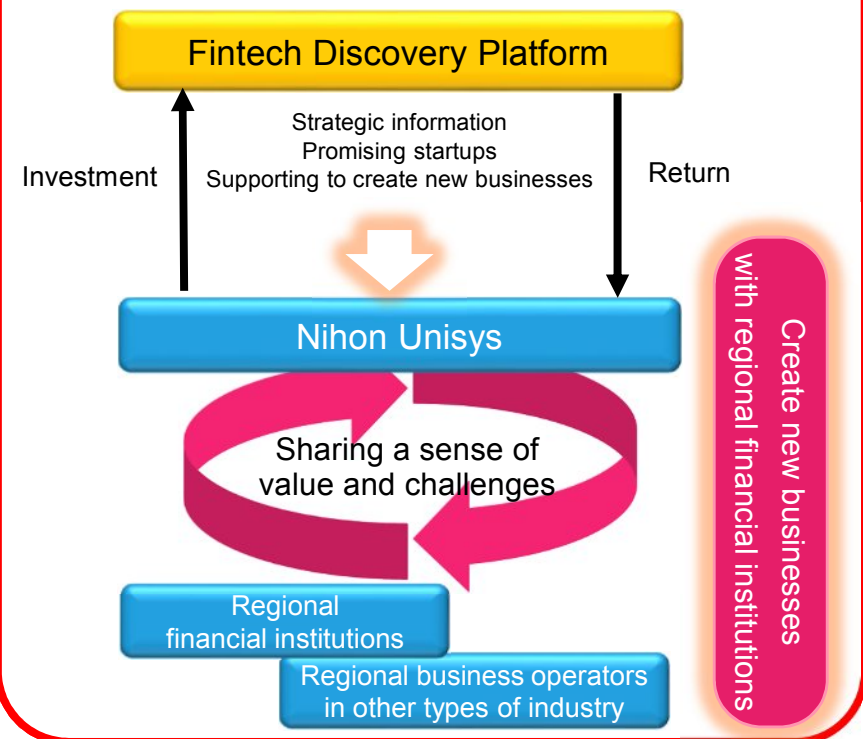 Fintech Discovery Platform
Strategic information
Promising startups
Supporting to create new businesses
Investment
Return
Nihon Unisys
Sharing a sense of
value and challenges
Regional
financial institutions
Regional business operators
in other types of industry
Create new businesses
with regional financial institutions